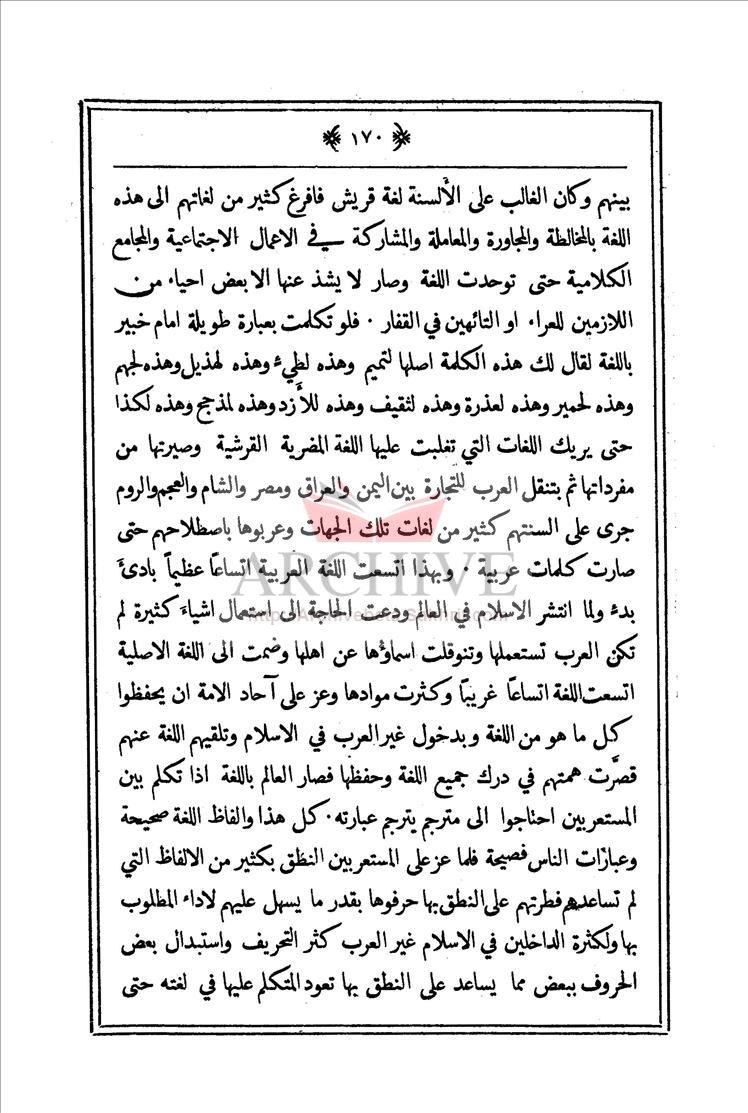 ﴿ ١٧٠ ﴾
بينهم وكان الغالب على الألسنة لغة قريش فافرغ كثير من لغاتهم الى هذه
اللغة بالمخالطة والمجاورة والمعاملة والمشاركة في الاعمال الاجتماعية والمجامع
الكلامية حتى توحدت اللغة وصار لا يشذ عنها الا بعض احياء من
اللازمين للعراء او التائهين في القفار . فلو تكلمت بعبارة طويلة امام خبير
باللغة لقال لك هذه الكلمة اصلها لتميم وهذه لطيء وهذه لهذيل وهذه لجهم
وهذه لحمير وهذه لعذرة وهذه لثقيف وهذه للأزد وهذه لمذحج وهذه لكذا
حتى يريك اللغات التي تغلبت عليها اللغة المضرية القرشية وصيرتها من
مفرداتها ثم بتنقل العرب للتجارة بين اليمن والعراق ومصر والشام والعجم والروم
جرى على السنتهم كثير من لغات تلك الجهات وعربوها باصطلاحهم حتى
صارت كلمات عربية . وبهذا اتسعت اللغة العربية اتساعا عظيماً بادئ
ARCHIVE
بدء ولما انتشر الاسلام في العالم ودعت الحاجة الى استعمال اشياء كثيرة لم
تكن العرب تستعملها وتنوقلت اسماؤها عن اهلها وضمت الى اللغة الاصلية
اتسعت اللغة اتساعاً غريبًا وكثرت موادها وعز على آحاد الامة ان يحفظوا
كل ما هو من اللغة وبدخول غير العرب في الاسلام وتلقيهم اللغة عنهم
قصَّرت همتهم في درك جميع اللغة وحفظها فصار العالم باللغة اذا تكلم بين
المستعربين احتاجوا الى مترجم يترجم عبارته . كل هذا والفاظ اللغة صحيحة
وعبارات الناس فصيحة فلما عز على المستعربين النطق بكثير من الالفاظ التي
لم تساعدهم فطرتهم على النطق بها حرفوها بقدر ما يسهل عليهم لاداء المطلوب
بها ولكثرة الداخلين في الاسلام غير العرب كثر التحريف واستبدال بعض
الحروف ببعض مما يساعد على النطق بها تعود المتكلم عليها في لغته حتى